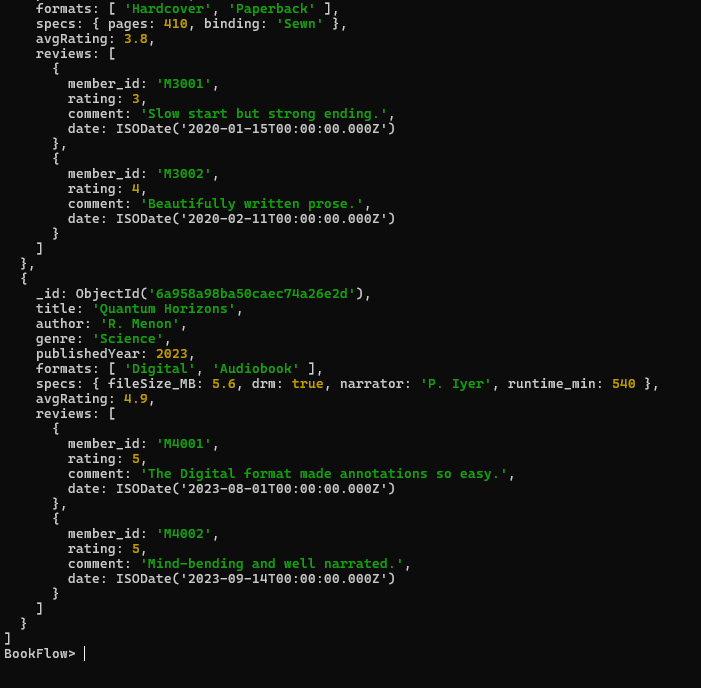 formats: [ 'Hardcover', 'Paperback' ],
    specs: { pages: 410, binding: 'Sewn' },
    avgRating: 3.8,
    reviews: [
      {
        member_id: 'M3001',
        rating: 3,
        comment: 'Slow start but strong ending.',
        date: ISODate('2020-01-15T00:00:00.000Z')
      },
      {
        member_id: 'M3002',
        rating: 4,
        comment: 'Beautifully written prose.',
        date: ISODate('2020-02-11T00:00:00.000Z')
      }
    ]
  },
  {
    _id: ObjectId('6a958a98ba50caec74a26e2d'),
    title: 'Quantum Horizons',
    author: 'R. Menon',
    genre: 'Science',
    publishedYear: 2023,
    formats: [ 'Digital', 'Audiobook' ],
    specs: { fileSize_MB: 5.6, drm: true, narrator: 'P. Iyer', runtime_min: 540 },
    avgRating: 4.9,
    reviews: [
      {
        member_id: 'M4001',
        rating: 5,
        comment: 'The Digital format made annotations so easy.',
        date: ISODate('2023-08-01T00:00:00.000Z')
      },
      {
        member_id: 'M4002',
        rating: 5,
        comment: 'Mind-bending and well narrated.',
        date: ISODate('2023-09-14T00:00:00.000Z')
      }
    ]
  }
]
BookFlow>